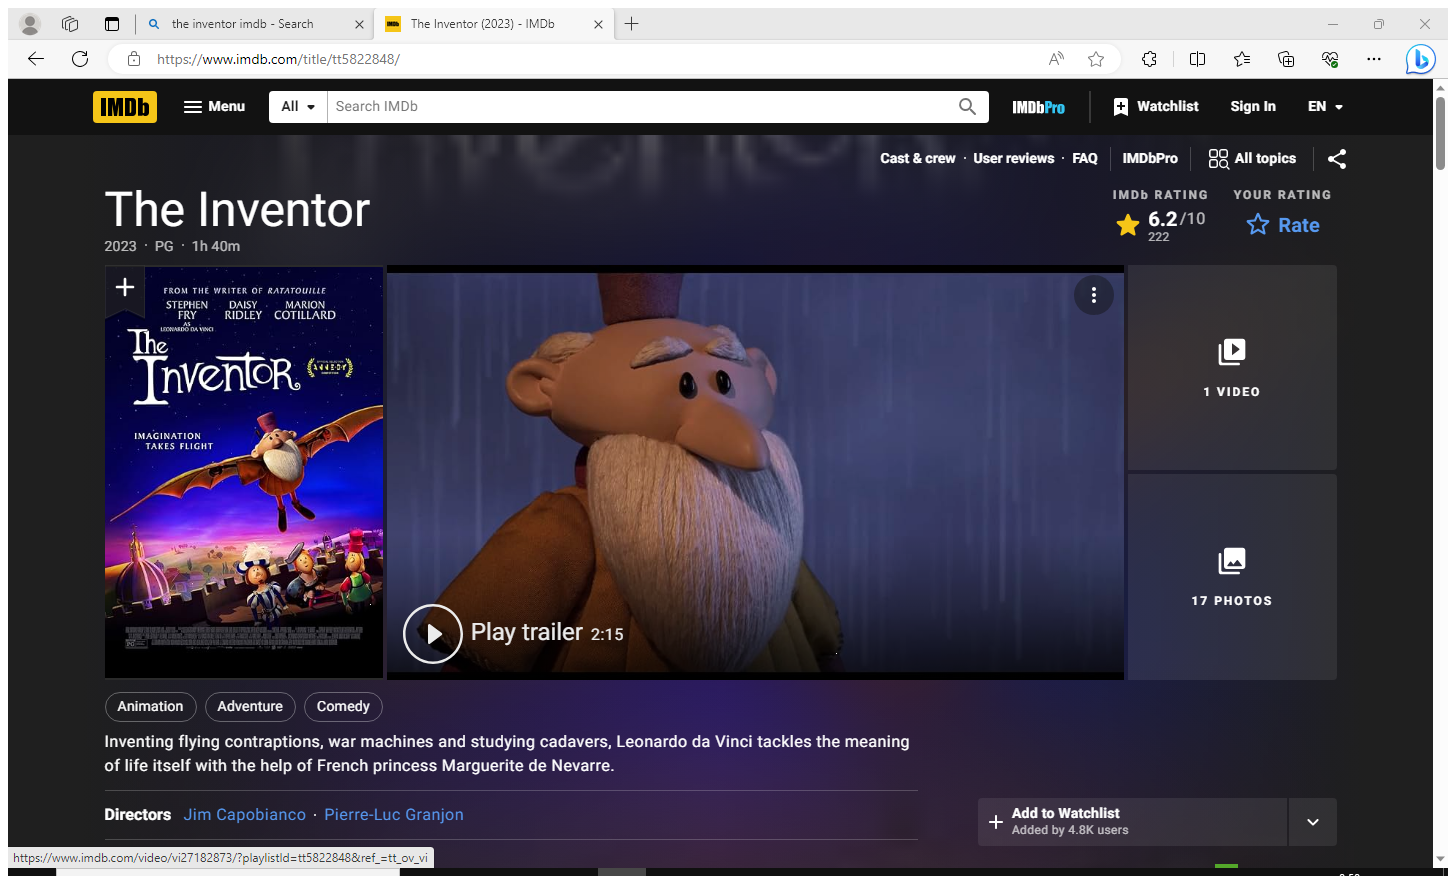 the inventor imdb - Search
The Inventor (2023) - IMDb
https://www.imdb.com/title/tt5822848/
IMDb
Menu
All
Search IMDb
IMDbPro
Watchlist
Sign In
EN
Cast & crew · User reviews · FAQ
IMDbPro
All topics
The Inventor
2023 · PG · 1h 40m
IMDb RATING
6.2/10
222
YOUR RATING
Rate
FROM THE WRITER OF RATATOUILLE
STEPHEN FRY
AS LEONARDO DA VINCI
DAISY RIDLEY
MARION COTILLARD
The
Inventor
ANNECY
IMAGINATION
TAKES FLIGHT
PG
Play trailer 2:15
1 VIDEO
17 PHOTOS
Animation
Adventure
Comedy
Inventing flying contraptions, war machines and studying cadavers, Leonardo da Vinci tackles the meaning
of life itself with the help of French princess Marguerite de Nevarre.
Directors Jim Capobianco · Pierre-Luc Granjon
Add to Watchlist
Added by 4.8K users
https://www.imdb.com/video/vi27182873/?playlistId=tt5822848&ref_=tt_ov_vi